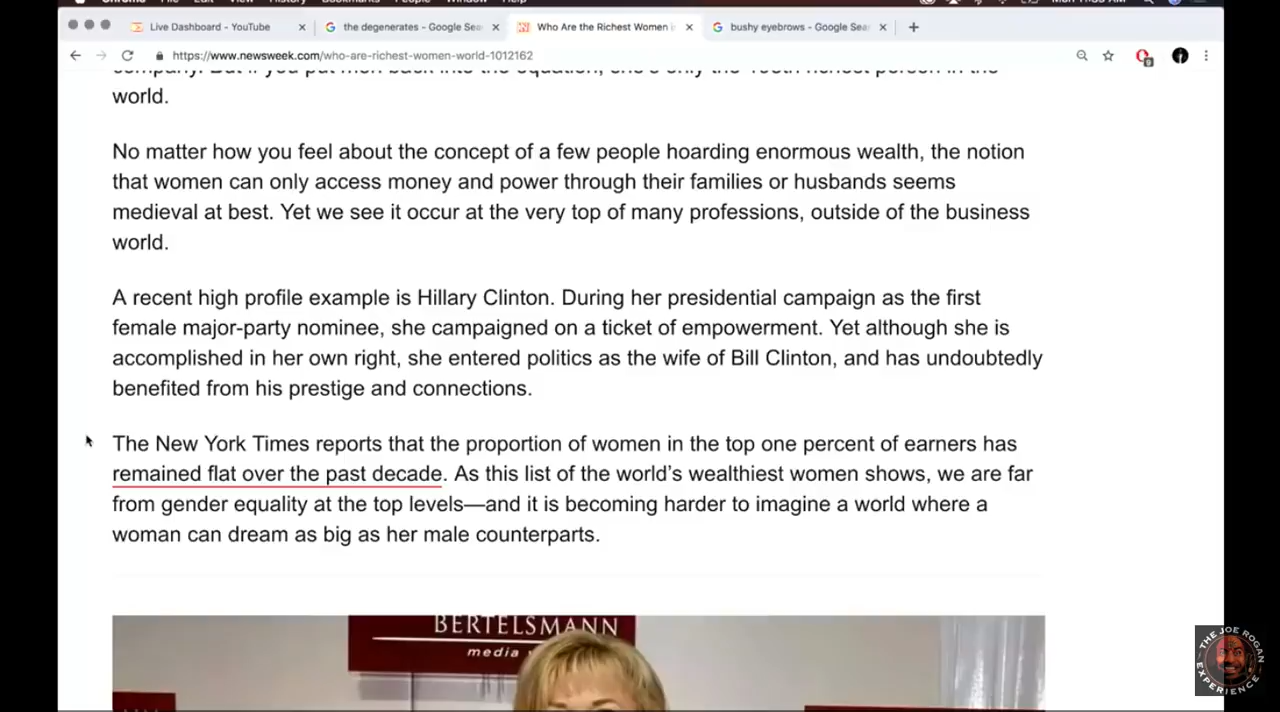 Live Dashboard - YouTube
the degenerates - Google Sea
Who Are the Richest Women i
bushy eyebrows - Google Sea
https://www.newsweek.com/who-are-richest-women-world-1012162
world.
No matter how you feel about the concept of a few people hoarding enormous wealth, the notion
that women can only access money and power through their families or husbands seems
medieval at best. Yet we see it occur at the very top of many professions, outside of the business
world.
A recent high profile example is Hillary Clinton. During her presidential campaign as the first
female major-party nominee, she campaigned on a ticket of empowerment. Yet although she is
accomplished in her own right, she entered politics as the wife of Bill Clinton, and has undoubtedly
benefited from his prestige and connections.
The New York Times reports that the proportion of women in the top one percent of earners has
remained flat over the past decade. As this list of the world's wealthiest women shows, we are far
from gender equality at the top levels—and it is becoming harder to imagine a world where a
woman can dream as big as her male counterparts.
BERTELSMANN
media
THE JOE ROGAN
EXPERIENCE